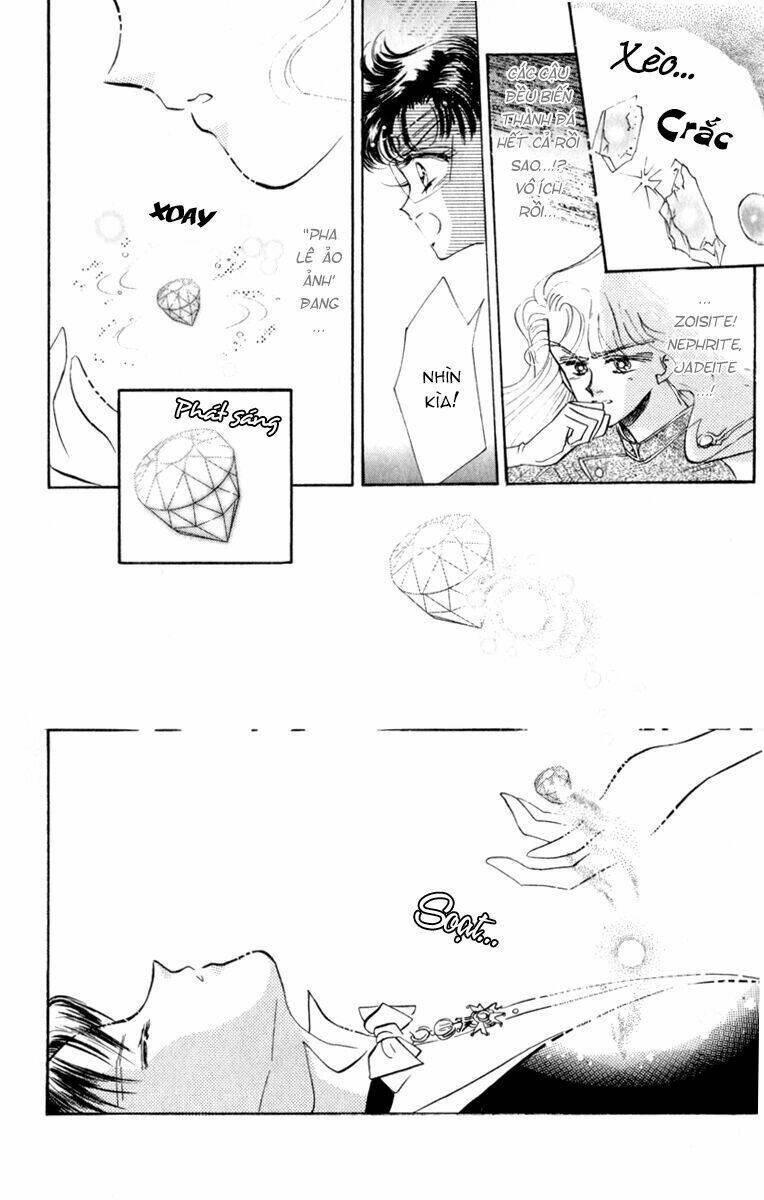 Xèo...
Crắc
CÁC CẬU
ĐỀU BIẾN
THÀNH ĐÁ
HẾT CẢ RỒI
SAO...!?
VÔ ÍCH
RỒI...
...
ZOISITE!
NEPHRITE,
JADEITE
...!
NHÌN
KÌA!
XOAY
"PHA
LÊ ẢO
ẢNH'
ĐANG
...
Phát sáng
Soạt...